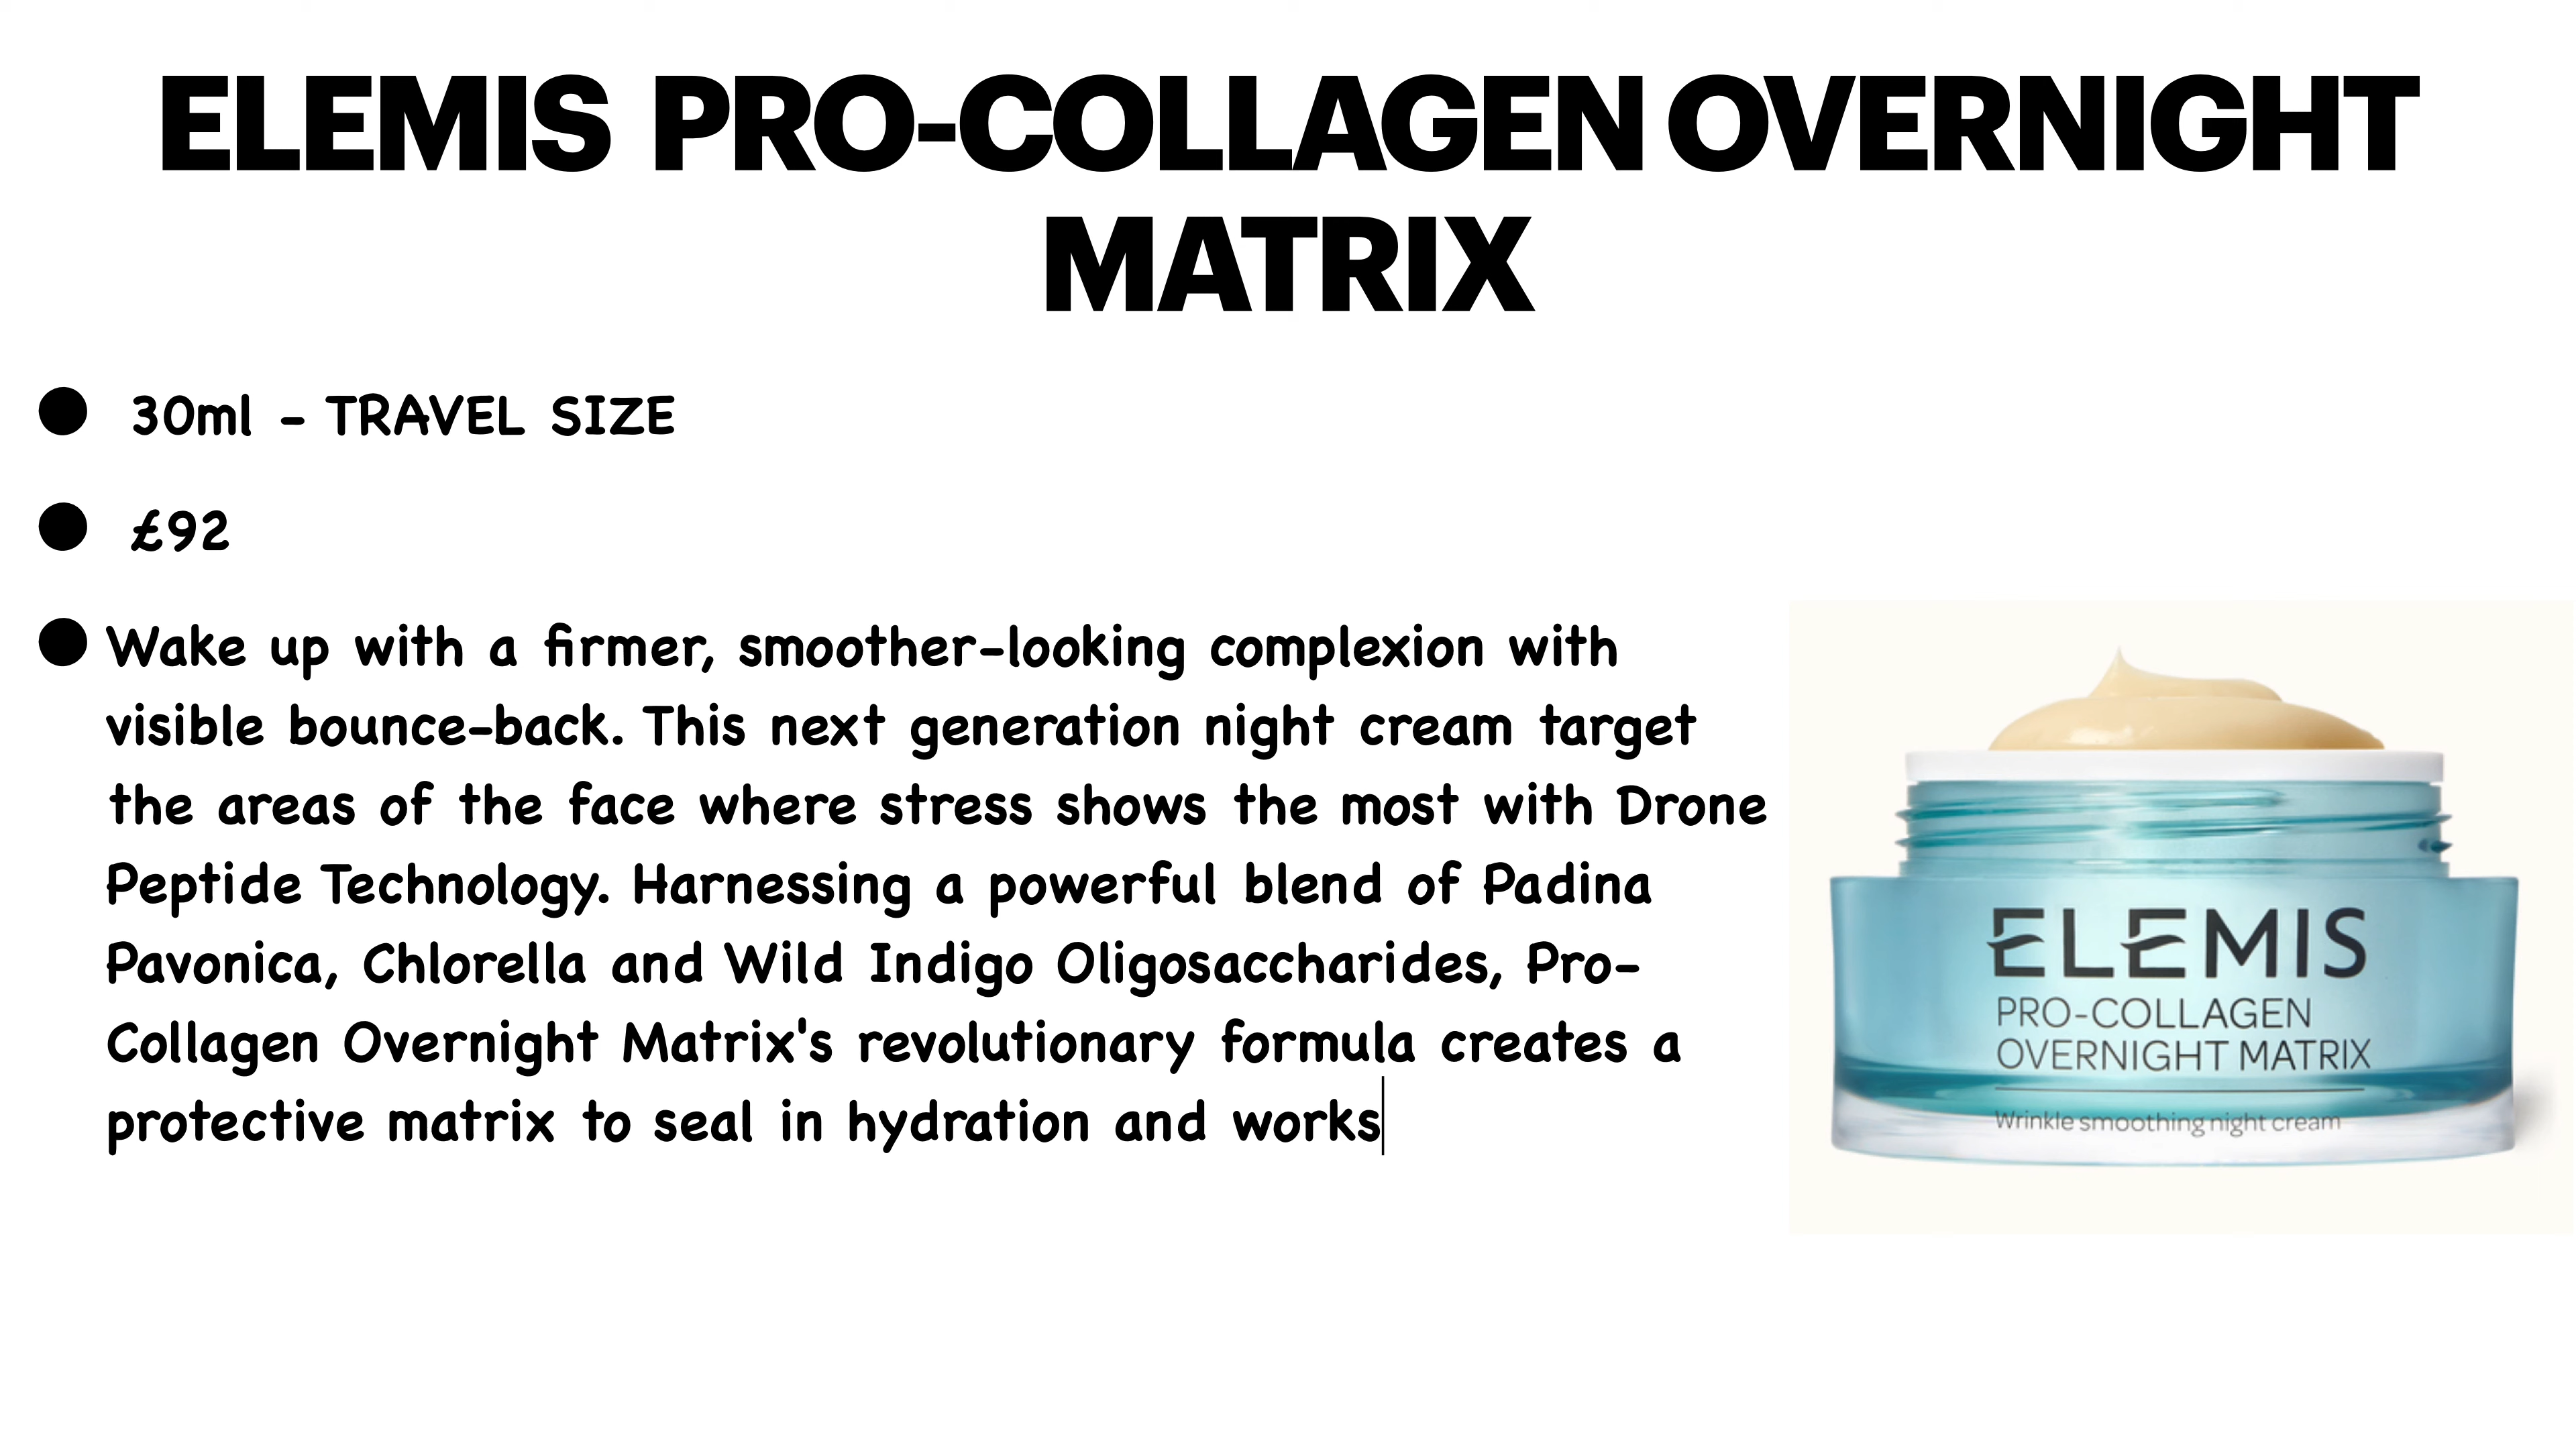 ELEMIS PRO-COLLAGEN OVERNIGHT
MATRIX
● 30ml - TRAVEL SIZE
● £92
● Wake up with a firmer, smoother-looking complexion with
visible bounce-back. This next generation night cream target
the areas of the face where stress shows the most with Drone
Peptide Technology. Harnessing a powerful blend of Padina
Pavonica, Chlorella and Wild Indigo Oligosaccharides, Pro-
Collagen Overnight Matrix's revolutionary formula creates a
protective matrix to seal in hydration and works
ELEMIS
PRO-COLLAGEN
OVERNIGHT MATRIX
Wrinkle smoothing night cream